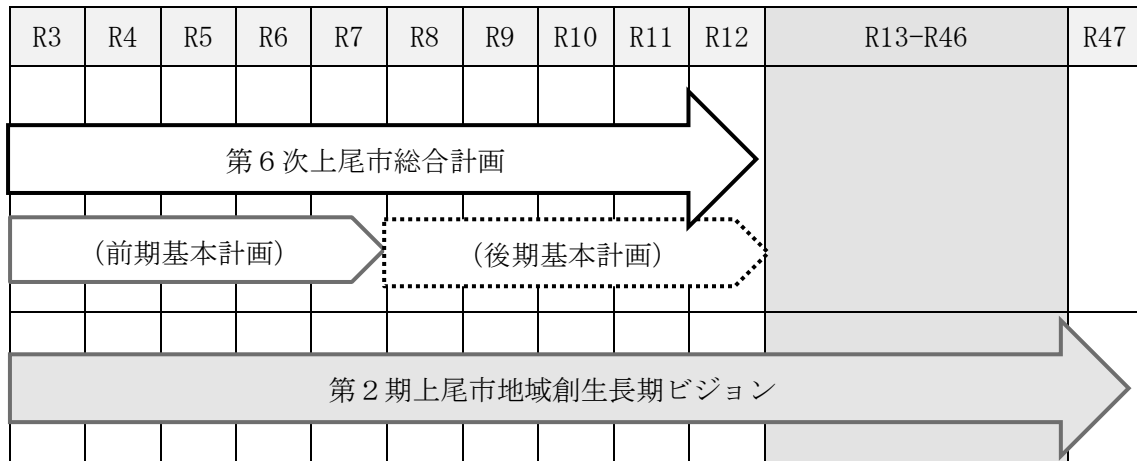 R3 R4 R5 R6 R7 R8 R9 R10 R11 R12 R13-R46 R47
第６次上尾市総合計画
(前期基本計画) (後期基本計画)
第２期上尾市地域創生長期ビジョン